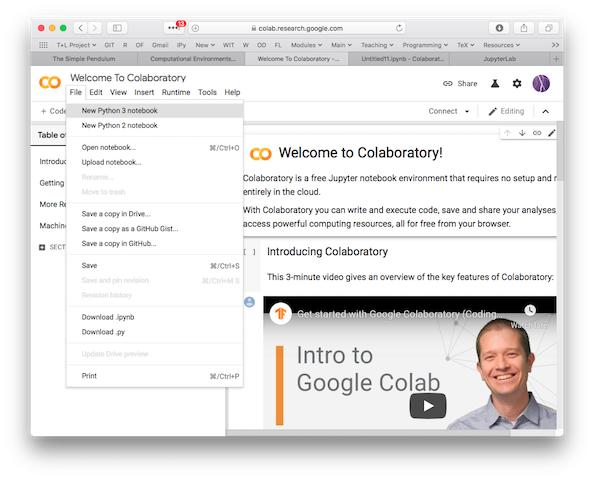 13
colab.research.google.com
T+L Project Git R OF Gmail IPy New WIT W OD FL Modules Main Teaching Programming TeX Resources
The Simple Pendulum Computational Environments... Welcome To Colaboratory -... Untitled11.ipynb - Colaborat... JupyterLab
CO Welcome To Colaboratory
Share
File Edit View Insert Runtime Tools Help
+ Code
Connect Editing
New Python 3 notebook
New Python 2 notebook
Open notebook... ⌘/Ctrl+O
Upload notebook...
Rename...
Move to trash
Save a copy in Drive...
Save a copy as a GitHub Gist...
Save a copy in GitHub...
Save ⌘/Ctrl+S
Save and pin revision ⌘/Ctrl+M S
Revision history
Download .ipynb
Download .py
Update Drive preview
Print ⌘/Ctrl+P
Table of
Introduc
Getting
More Re
Machine
SECT
CO Welcome to Colaboratory!
Colaboratory is a free Jupyter notebook environment that requires no setup and r
entirely in the cloud.
With Colaboratory you can write and execute code, save and share your analyses,
access powerful computing resources, all for free from your browser.
[ ] Introducing Colaboratory
This 3-minute video gives an overview of the key features of Colaboratory:
Get started with Google Colaboratory (Coding...
Watch later
Intro to
Google Colab